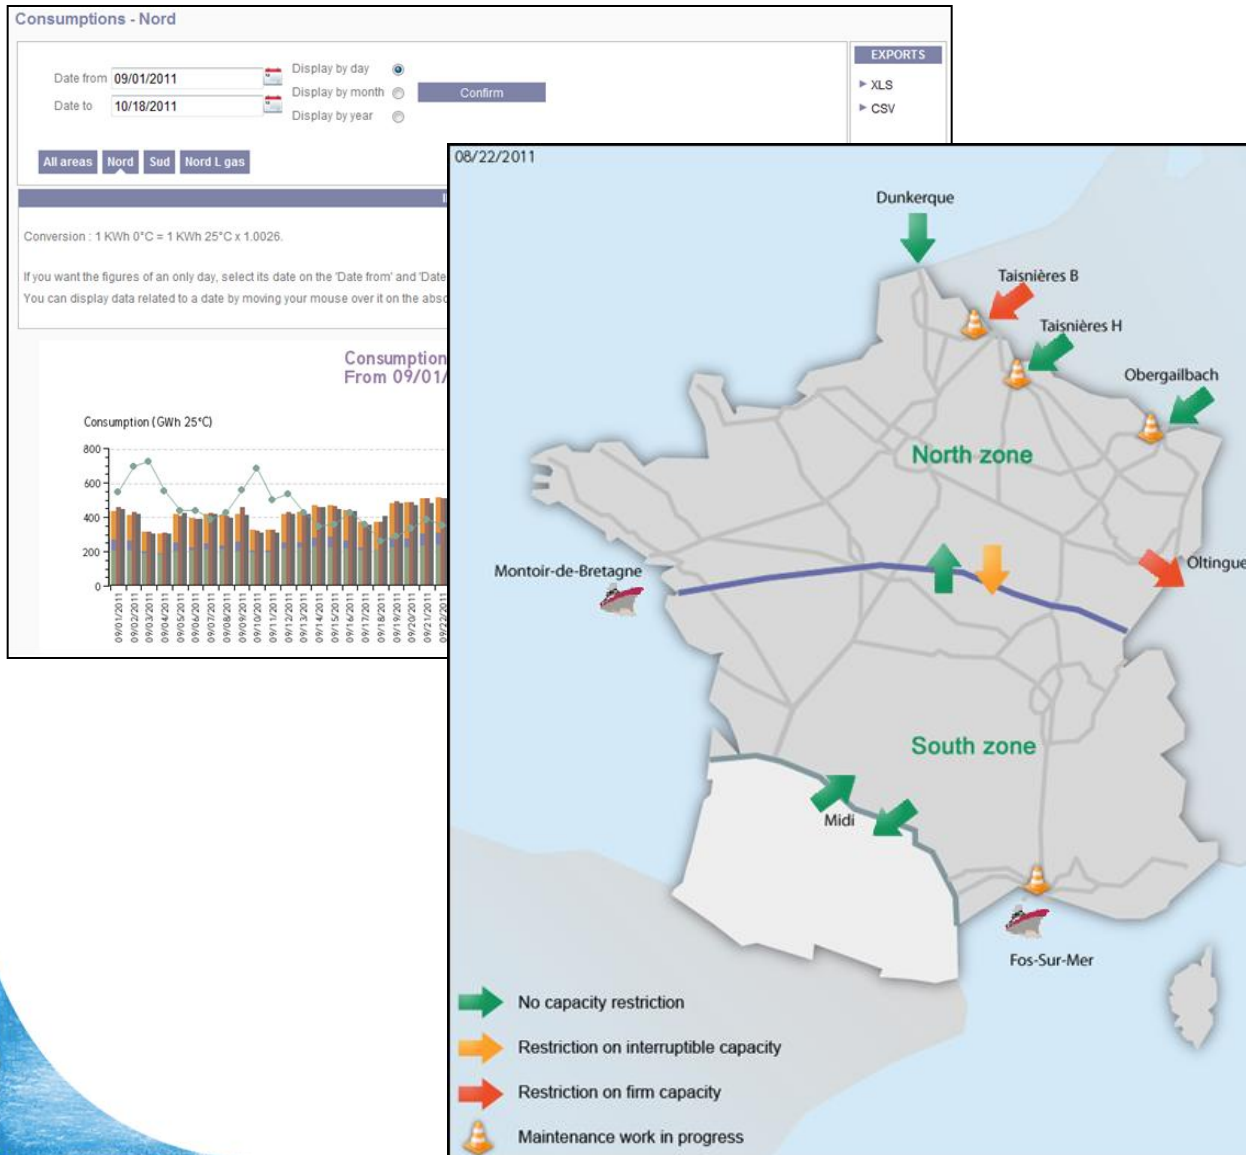 Consumptions - Nord
EXPORTS
Date from 09/01/2011
Date to 10/18/2011
Display by day
Display by month
Display by year
Confirm
XLS
CSV
All areas Nord Sud Nord L gas
Conversion : 1 KWh 0°C = 1 KWh 25°C x 1.0026.
If you want the figures of an only day, select its date on the 'Date from' and 'Date
You can display data related to a date by moving your mouse over it on the absc
Consumption
From 09/01/
Consumption (GWh 25°C)
800
600
400
200
0
09/01/2011
09/02/2011
09/03/2011
09/04/2011
09/05/2011
09/06/2011
09/07/2011
09/08/2011
09/09/2011
09/10/2011
09/11/2011
09/12/2011
09/13/2011
09/14/2011
09/15/2011
09/16/2011
09/17/2011
09/18/2011
09/19/2011
09/20/2011
09/21/2011
09/22/2011
08/22/2011
Dunkerque
Taisnières B
Taisnières H
Obergailbach
North zone
Oltingue
Montoir-de-Bretagne
South zone
Midi
Fos-Sur-Mer
No capacity restriction
Restriction on interruptible capacity
Restriction on firm capacity
Maintenance work in progress